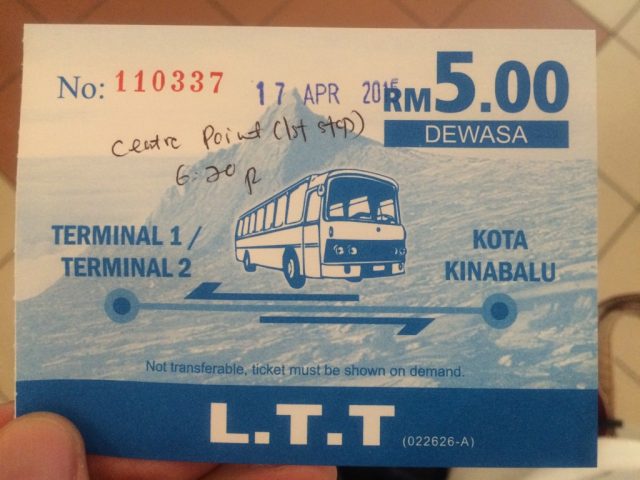 No: 110337
17 APR 2015
RM5.00
DEWASA
Centre Point (1st stop)
6:20 p
TERMINAL 1 /
TERMINAL 2
KOTA
KINABALU
Not transferable, ticket must be shown on demand.
L.T.T (022626-A)